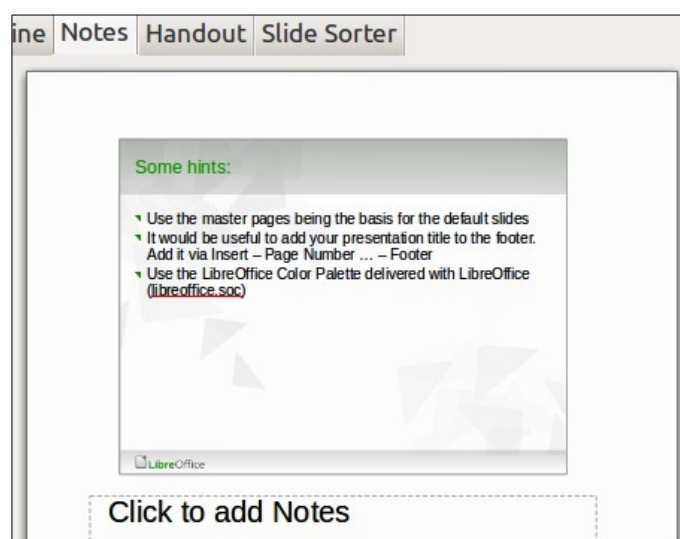 ine Notes Handout Slide Sorter
Some hints:
Use the master pages being the basis for the default slides
It would be useful to add your presentation title to the footer.
Add it via Insert – Page Number ... – Footer
Use the LibreOffice Color Palette delivered with LibreOffice
(libreoffice.soc)
LibreOffice
Click to add Notes